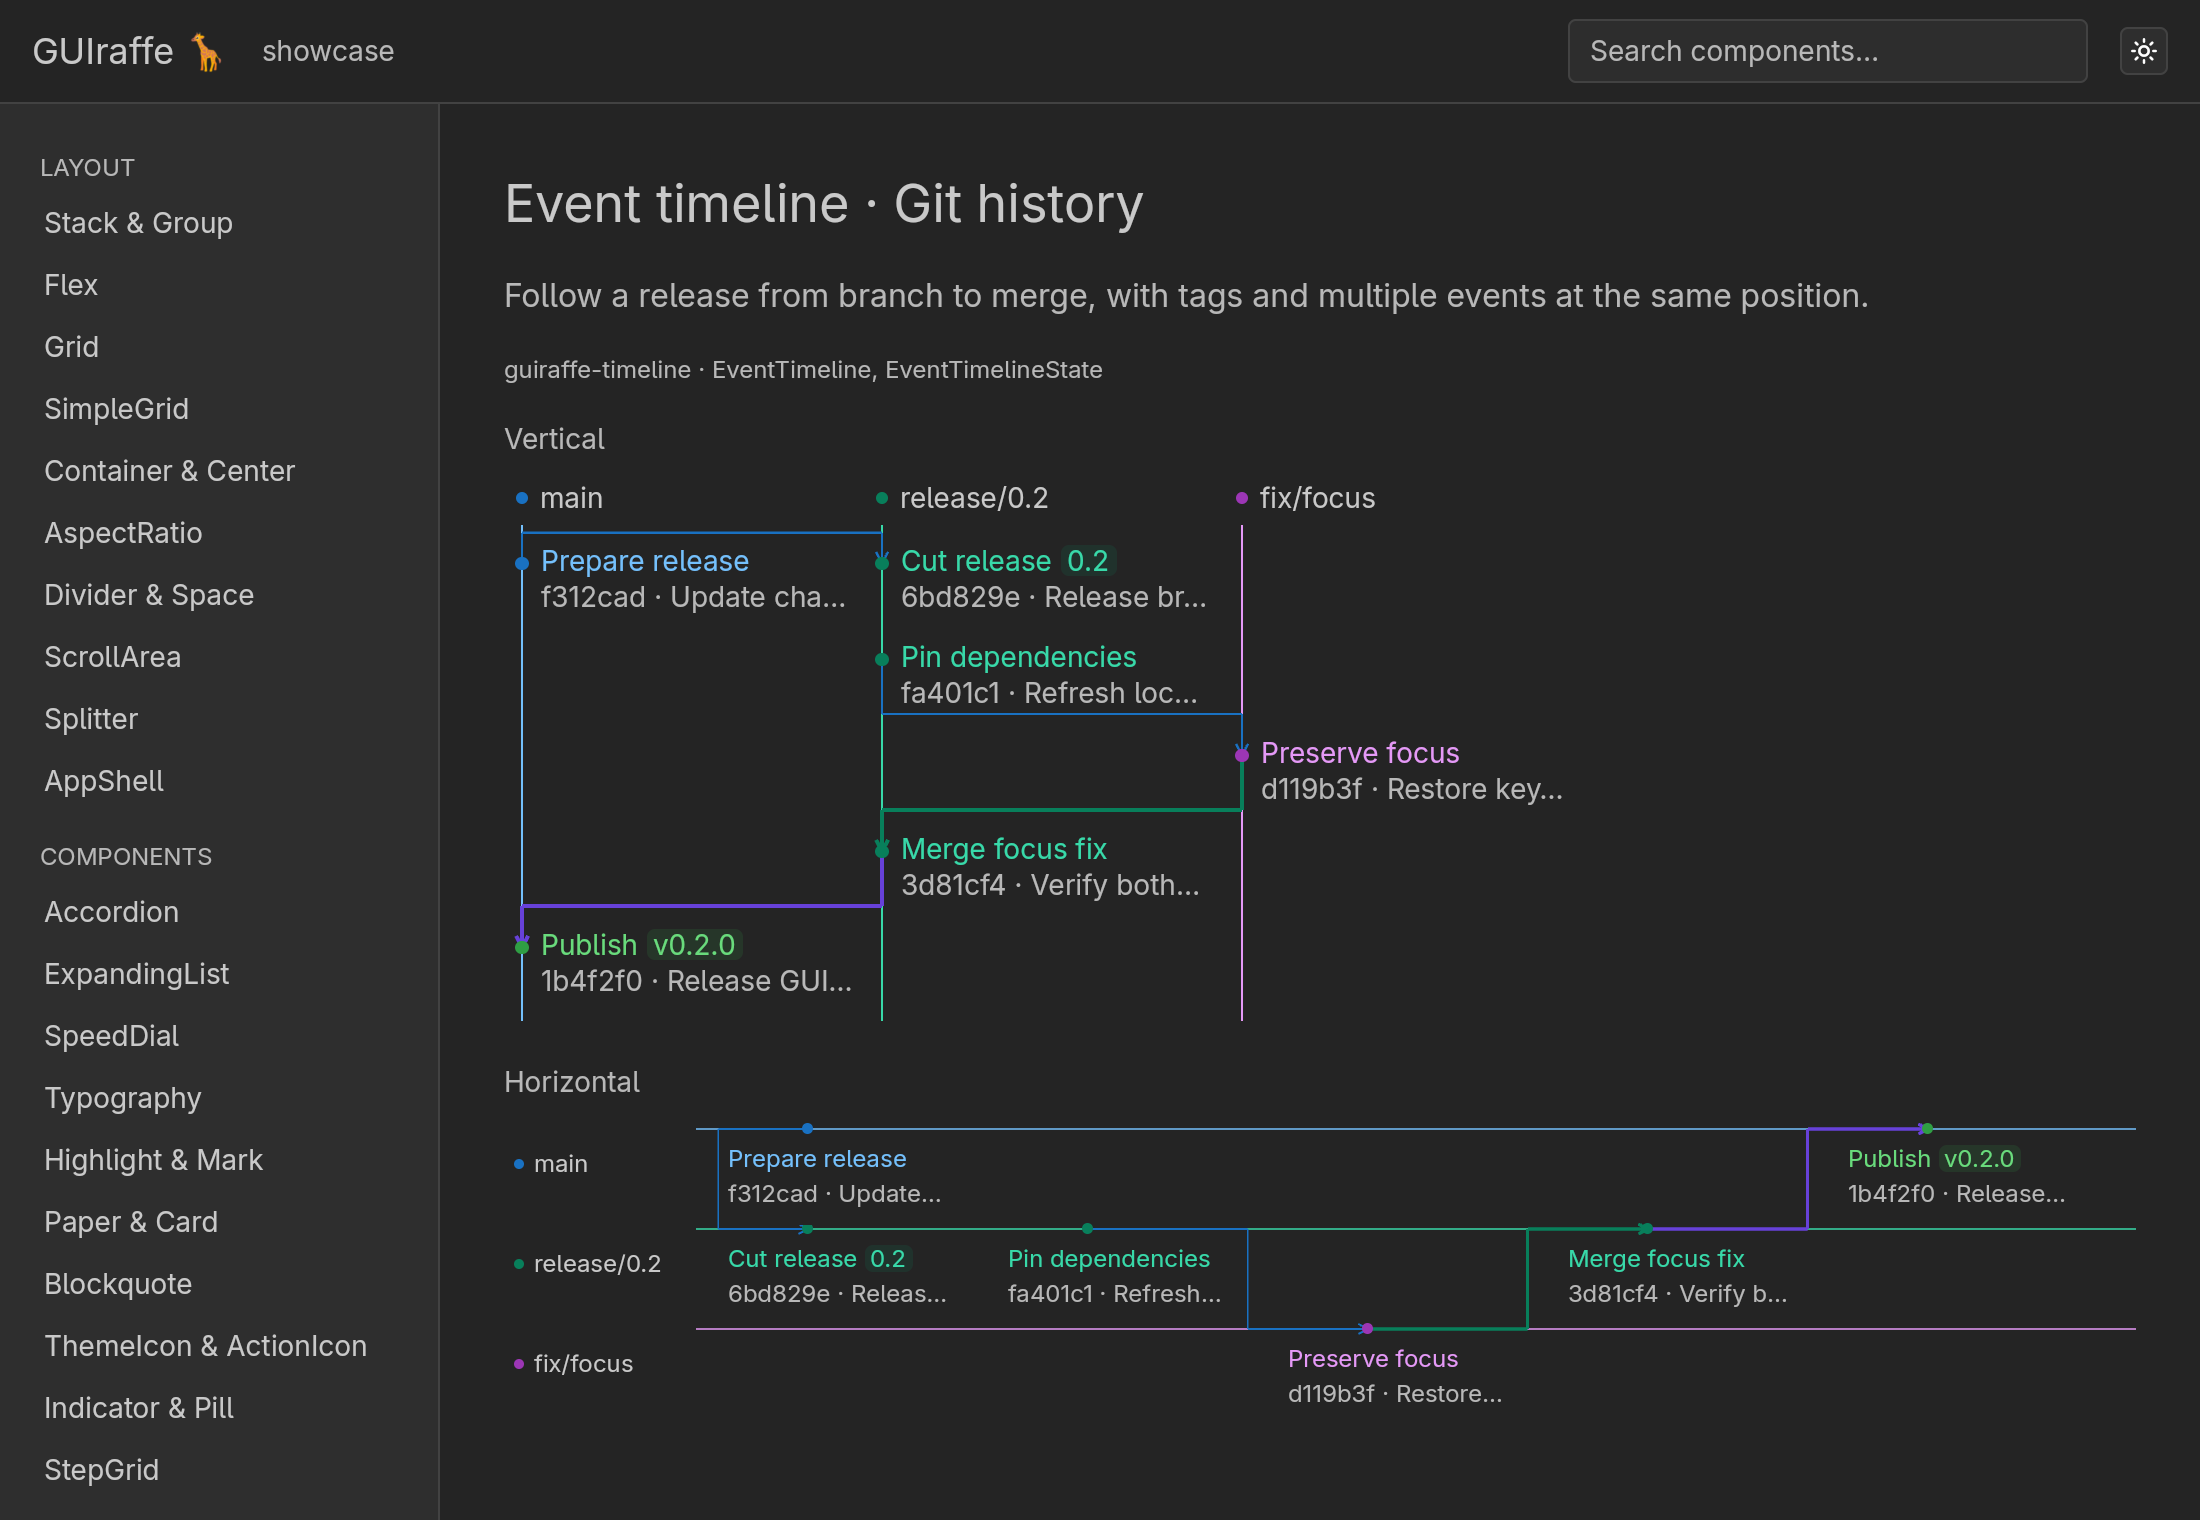 GUIraffe 🦒 showcase
Search components...
LAYOUT
Stack & Group
Flex
Grid
SimpleGrid
Container & Center
AspectRatio
Divider & Space
ScrollArea
Splitter
AppShell
COMPONENTS
Accordion
ExpandingList
SpeedDial
Typography
Highlight & Mark
Paper & Card
Blockquote
ThemeIcon & ActionIcon
Indicator & Pill
StepGrid
Event timeline · Git history
Follow a release from branch to merge, with tags and multiple events at the same position.
guiraffe-timeline · EventTimeline, EventTimelineState
Vertical
main release/0.2 fix/focus
Prepare release Cut release 0.2
f312cad · Update cha... 6bd829e · Release br...
Pin dependencies
fa401c1 · Refresh loc...
Preserve focus
d119b3f · Restore key...
Merge focus fix
3d81cf4 · Verify both...
Publish v0.2.0
1b4f2f0 · Release GUI...
Horizontal
main
Prepare release Publish v0.2.0
f312cad · Update... 1b4f2f0 · Release...
release/0.2
Cut release 0.2 Pin dependencies Merge focus fix
6bd829e · Releas... fa401c1 · Refresh... 3d81cf4 · Verify b...
fix/focus
Preserve focus
d119b3f · Restore...